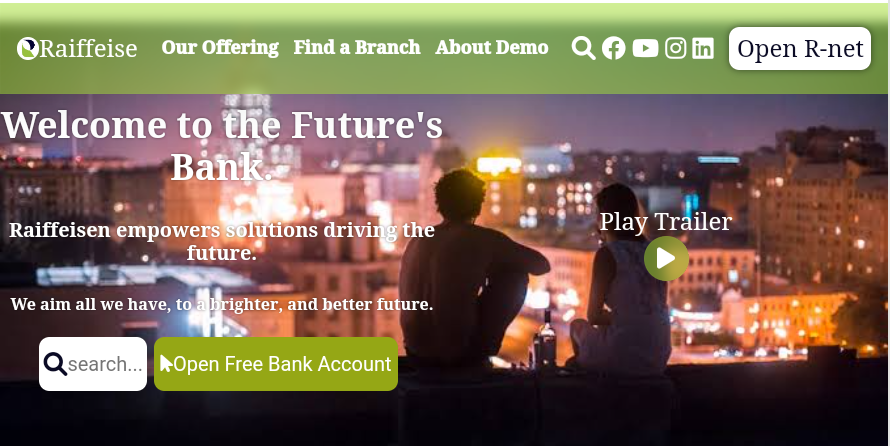 Raiffeise Our Offering Find a Branch About Demo Open R-net
Welcome to the Future's
Bank.
Raiffeisen empowers solutions driving the
future.
Play Trailer
We aim all we have, to a brighter, and better future.
search... Open Free Bank Account